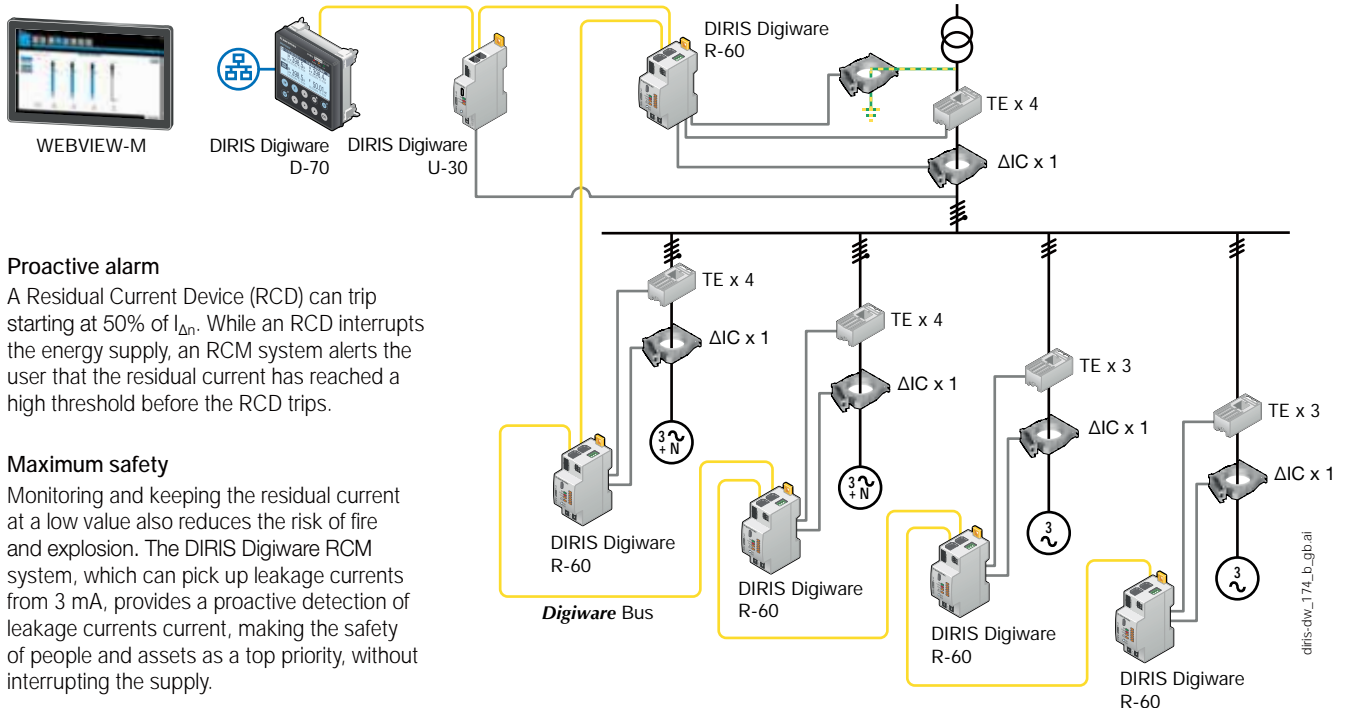 WEBVIEW-M
DIRIS Digiware
D-70
DIRIS Digiware
U-30
DIRIS Digiware
R-60
TE x 4
ΔIC x 1
Proactive alarm
A Residual Current Device (RCD) can trip
starting at 50% of IΔn. While an RCD interrupts
the energy supply, an RCM system alerts the
user that the residual current has reached a
high threshold before the RCD trips.
Maximum safety
Monitoring and keeping the residual current
at a low value also reduces the risk of fire
and explosion. The DIRIS Digiware RCM
system, which can pick up leakage currents
from 3 mA, provides a proactive detection of
leakage currents current, making the safety
of people and assets as a top priority, without
interrupting the supply.
TE x 4
ΔIC x 1
3
+ N
DIRIS Digiware
R-60
Digiware Bus
TE x 4
ΔIC x 1
3
+ N
DIRIS Digiware
R-60
TE x 3
ΔIC x 1
3
DIRIS Digiware
R-60
TE x 3
ΔIC x 1
3
DIRIS Digiware
R-60
diris-dw_174_b_gb.ai